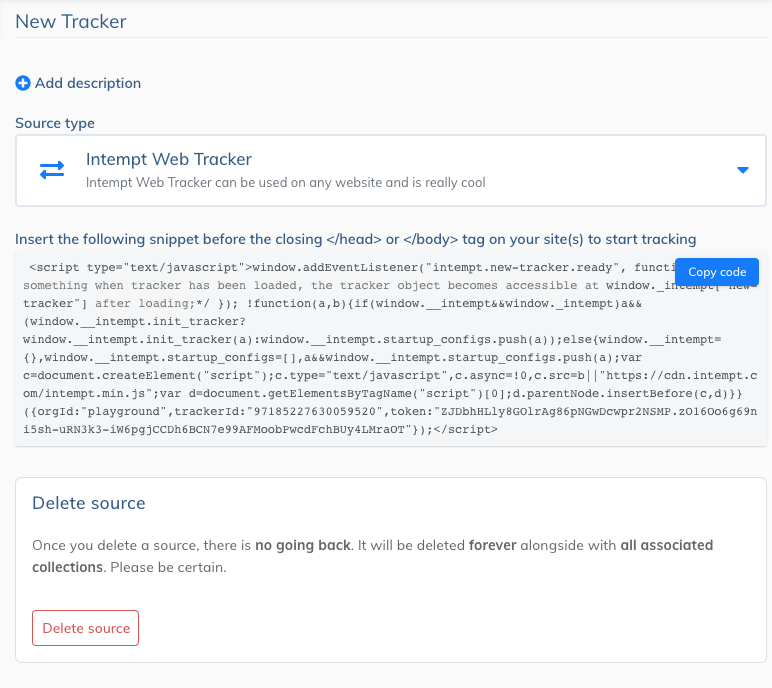 New Tracker
Add description
Source type
Intempt Web Tracker
Intempt Web Tracker can be used on any website and is really cool
Insert the following snippet before the closing </head> or </body> tag on your site(s) to start tracking
Copy code
<script type="text/javascript">window.addEventListener("intempt.new-tracker.ready", functi
something when tracker has been loaded, the tracker object becomes accessible at window._intempt["new-
tracker"] after loading;*/ }); !function(a,b){if(window.__intempt&&window._intempt)a&&
(window.__intempt.init_tracker?
window.__intempt.init_tracker(a):window.__intempt.startup_configs.push(a));else{window.__intempt=
{},window.__intempt.startup_configs=[],a&&window.__intempt.startup_configs.push(a);var
c=document.createElement("script");c.type="text/javascript",c.async=!0,c.src=b||"https://cdn.intempt.c
om/intempt.min.js";var d=document.getElementsByTagName("script")[0];d.parentNode.insertBefore(c,d)}}
({orgId:"playground",trackerId:"97185227630059520",token:"ZJDbhHLly8GOlrAg86pNGwDcwpr2NSMP.zO16Oo6g69n
i5sh-uRN3k3-iW6pgjCCDh6BCN7e99AFMoobPwcdFchBUy4LMraOT"});</script>
Delete source
Once you delete a source, there is no going back. It will be deleted forever alongside with all associated
collections. Please be certain.
Delete source